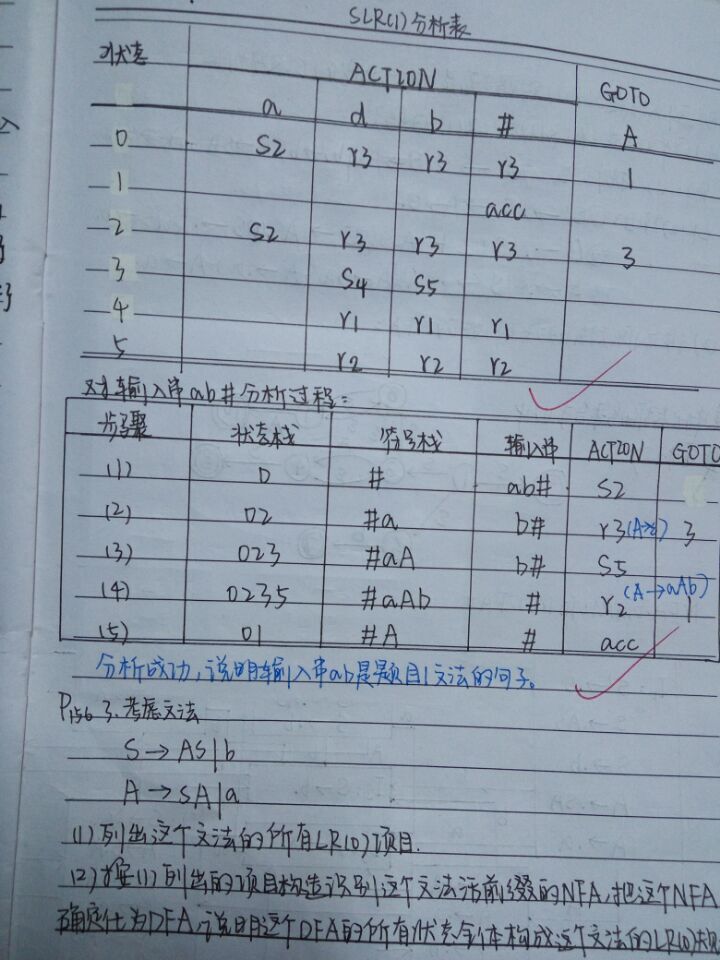 SLR(1)分析表
状态 ACTION GOTO
a d b # A
0 S2 r3 r3 r3 1
1 acc
2 S2 r3 r3 r3 3
3 S4 S5
4 r1 r1 r1
5 r2 r2 r2
对输入串ab#分析过程:
步骤 状态栈 符号栈 输入串 ACTION GOTO
(1) 0 # ab# S2
(2) 02 #a b# r3(A→ε) 3
(3) 023 #aA b# S5
(4) 0235 #aAb # r2(A→aAb) 1
(5) 01 #A # acc
分析成功,说明输入串ab是题目1文法的句子。
P156 3.考虑文法
S→AS|b
A→SA|a
(1)列出这个文法的所有LR(0)项目.
(2)按(1)列出的项目构造识别这个文法活前缀的NFA,把这个NFA
确定化为DFA,说明这个DFA的所有状态全体构成这个文法的LR(0)规